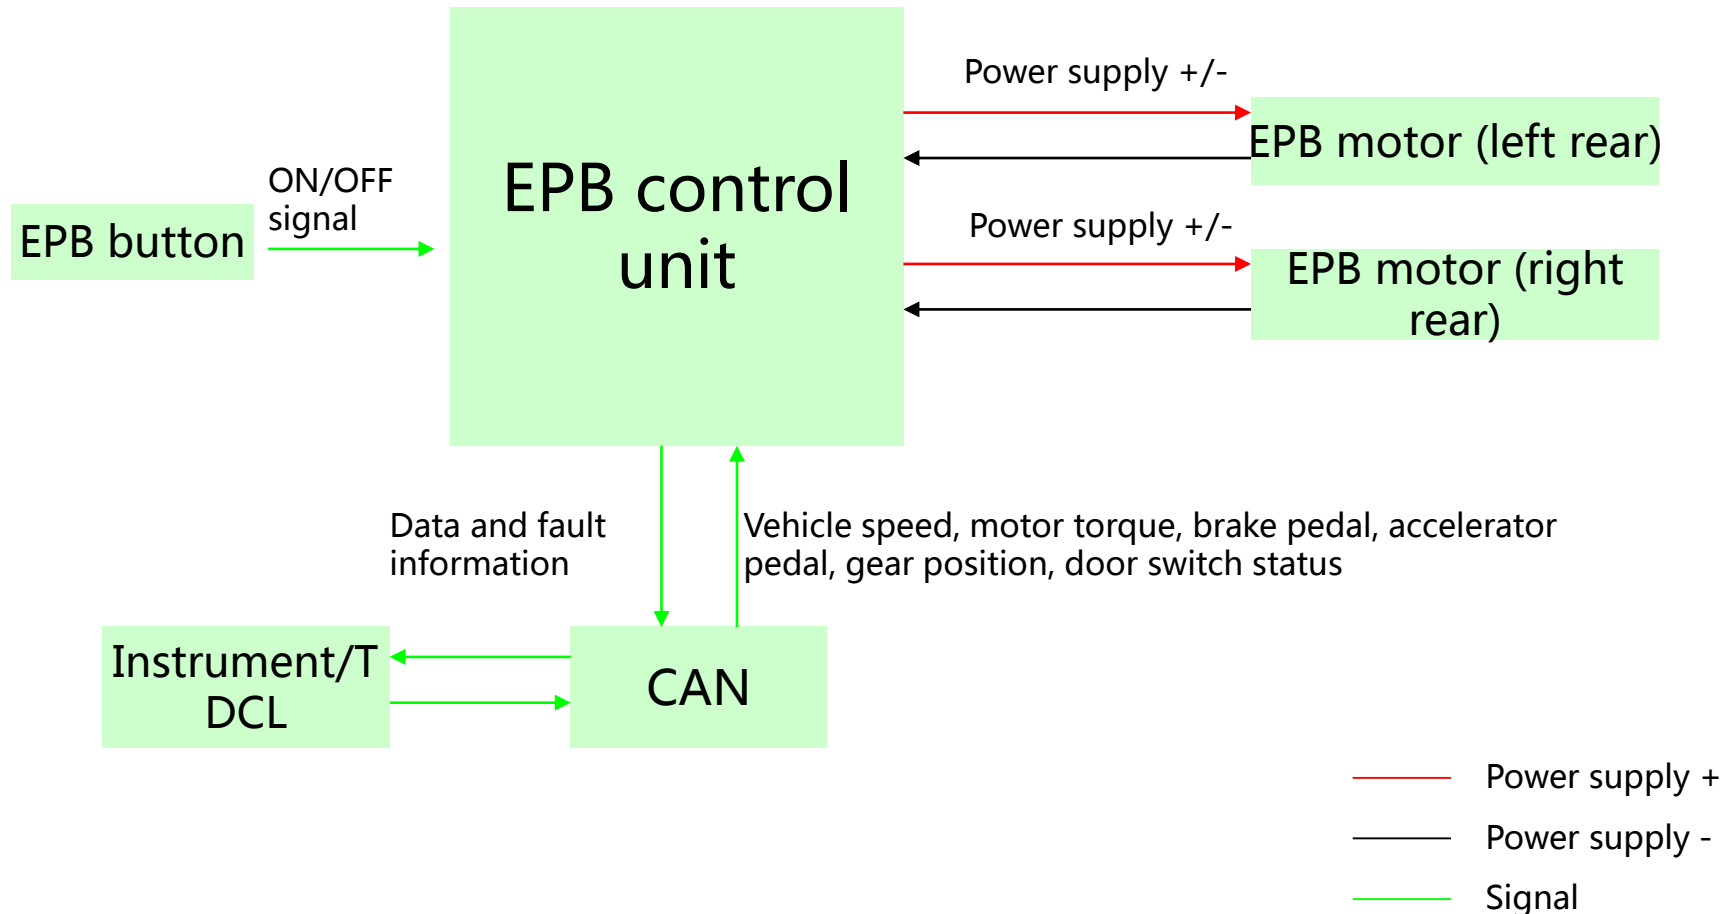 Power supply +/-
EPB motor (left rear)
ON/OFF
signal
EPB button
EPB control
unit
Power supply +/-
EPB motor (right
rear)
Data and fault
information
Vehicle speed, motor torque, brake pedal, accelerator
pedal, gear position, door switch status
Instrument/T
DCL
CAN
Power supply +
Power supply -
Signal